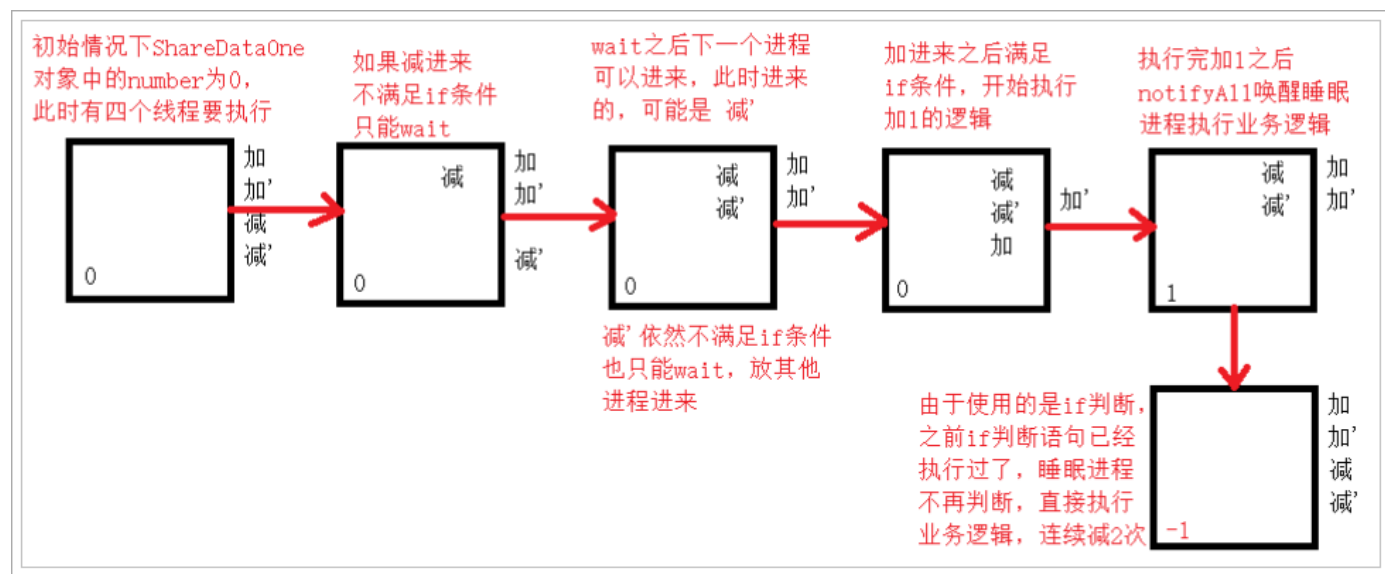 初始情况下ShareDataOne
对象中的number为0，
此时有四个线程要执行
加
加’
减
减’
0
如果减进来
不满足if条件
只能wait
减
加
加’
减’
0
wait之后下一个进程
可以进来，此时进来
的，可能是 减’
减
减’
加
加’
0
减’依然不满足if条件
也只能wait，放其他
进程进来
加进来之后满足
if条件，开始执行
加1的逻辑
减
减’
加
加’
0
执行完加1之后
notifyAll唤醒睡眠
进程执行业务逻辑
减
减’
加
加’
1
由于使用的是if判断，
之前if判断语句已经
执行过了，睡眠进程
不再判断，直接执行
业务逻辑，连续减2次
-1
加
加’
减
减’